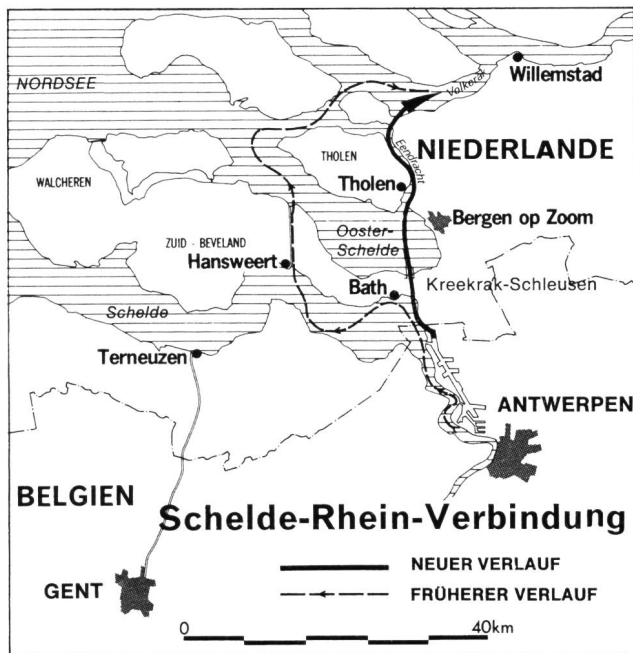 NORDSEE
Willemstad
Volkerak
NIEDERLANDE
THOLEN
Eendracht
WALCHEREN
Tholen
Bergen op Zoom
Ooster-
Schelde
ZUID - BEVELAND
Hansweert
Bath
Kreekrak-Schleusen
Schelde
Terneuzen
ANTWERPEN
BELGIEN
Schelde-Rhein-Verbindung
NEUER VERLAUF
GENT
FRÜHERER VERLAUF
0
40km